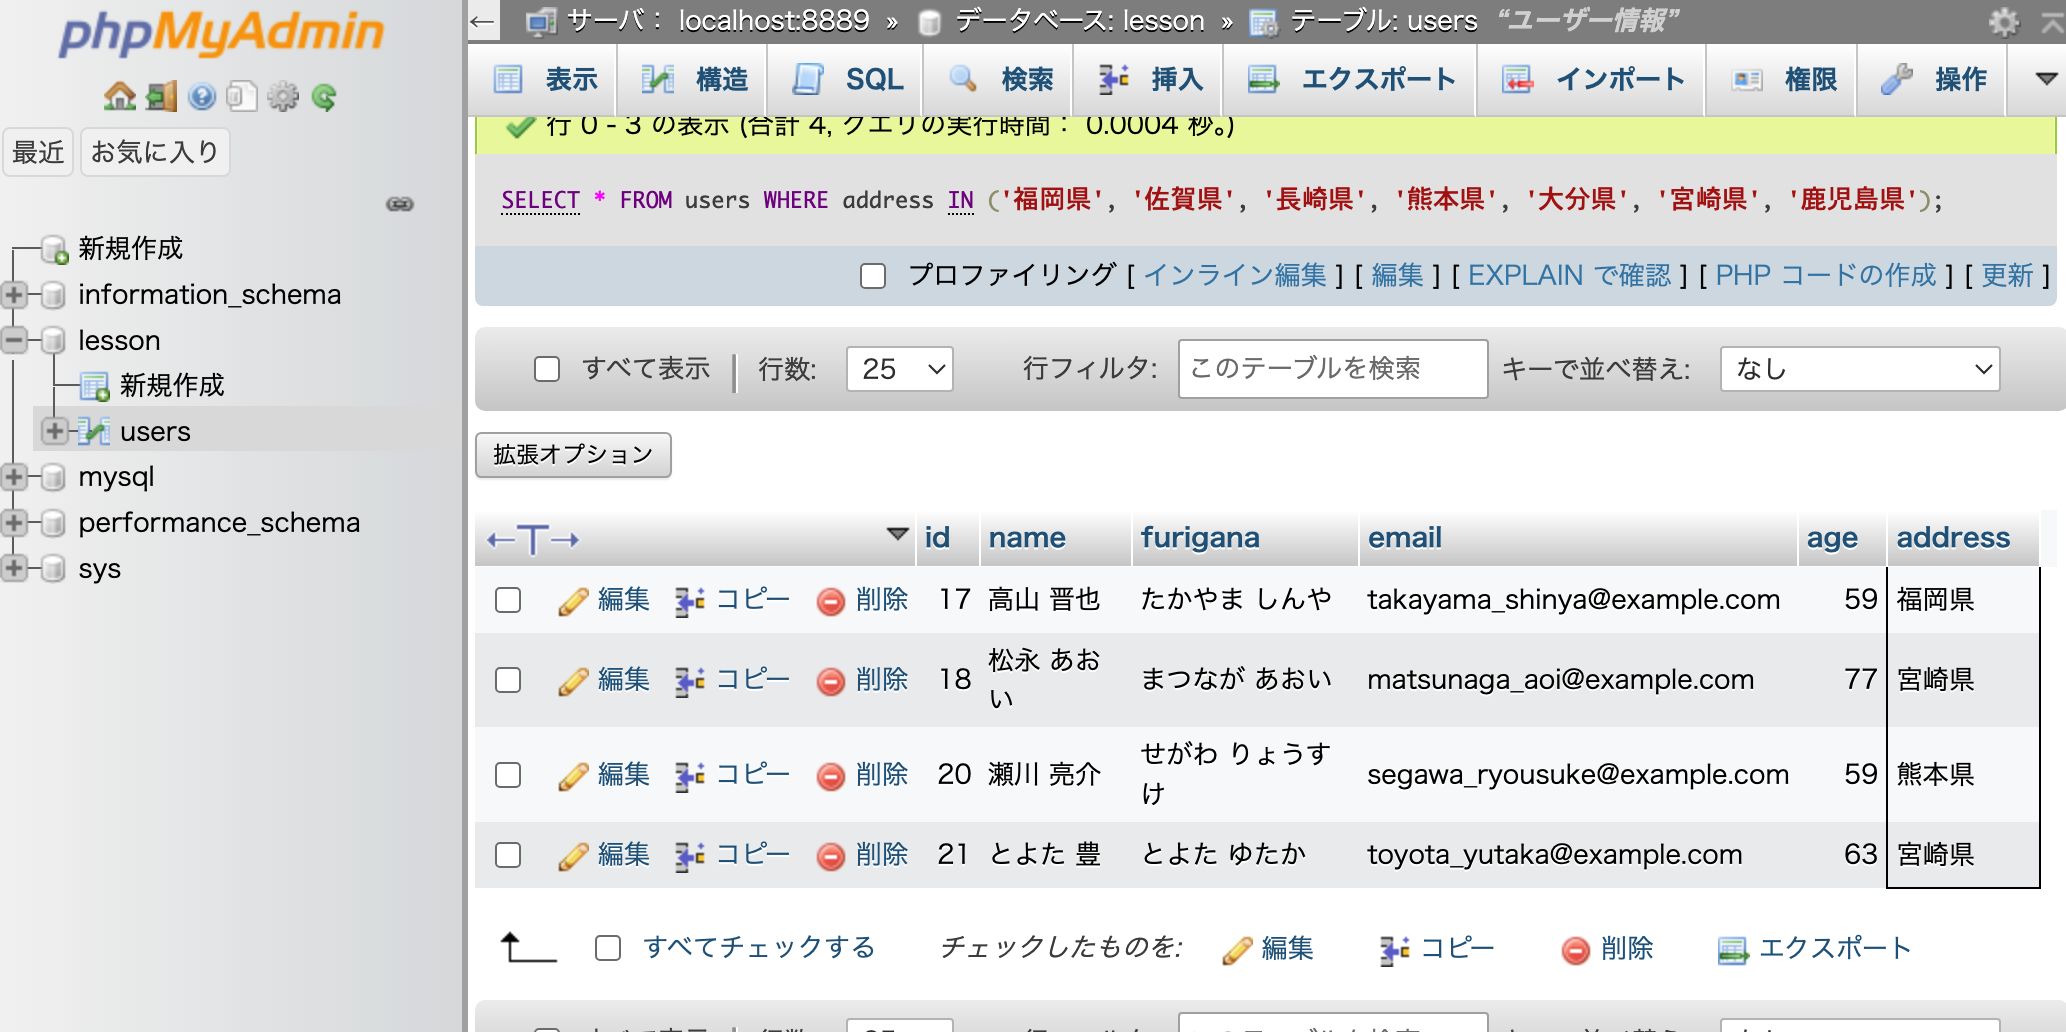 phpMyAdmin
最近 お気に入り
新規作成
information_schema
lesson
新規作成
users
mysql
performance_schema
sys
← サーバ: localhost:8889 » データベース: lesson » テーブル: users “ユーザー情報”
表示 構造 SQL 検索 挿入 エクスポート インポート 権限 操作
行 0 - 3 の表示 (合計 4, クエリの実行時間: 0.0004 秒。)
SELECT * FROM users WHERE address IN ('福岡県', '佐賀県', '長崎県', '熊本県', '大分県', '宮崎県', '鹿児島県');
プロファイリング [ インライン編集 ] [ 編集 ] [ EXPLAIN で確認 ] [ PHP コードの作成 ] [ 更新 ]
すべて表示 行数: 25 行フィルタ: このテーブルを検索 キーで並べ替え: なし
拡張オプション
←T→ id name furigana email age address
編集 コピー 削除 17 高山 晋也 たかやま しんや takayama_shinya@example.com 59 福岡県
編集 コピー 削除 18 松永 あお
い まつなが あおい matsunaga_aoi@example.com 77 宮崎県
編集 コピー 削除 20 瀬川 亮介 せがわ りょうす
け segawa_ryousuke@example.com 59 熊本県
編集 コピー 削除 21 とよた 豊 とよた ゆたか toyota_yutaka@example.com 63 宮崎県
すべてチェックする チェックしたものを: 編集 コピー 削除 エクスポート